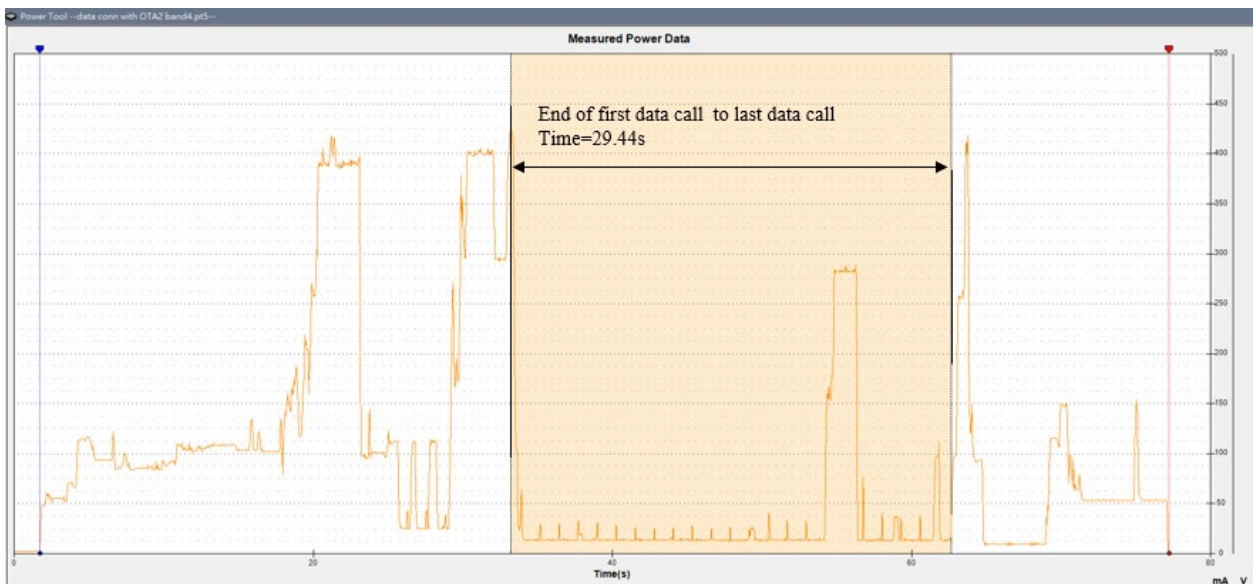 Power Tool --data conn with OTA2 band4.pt5--
Measured Power Data
500
450
End of first data call  to last data call
Time=29.44s
400
350
300
250
200
150
100
50
0
0
20
40
60
80
Time(s)
mA
V